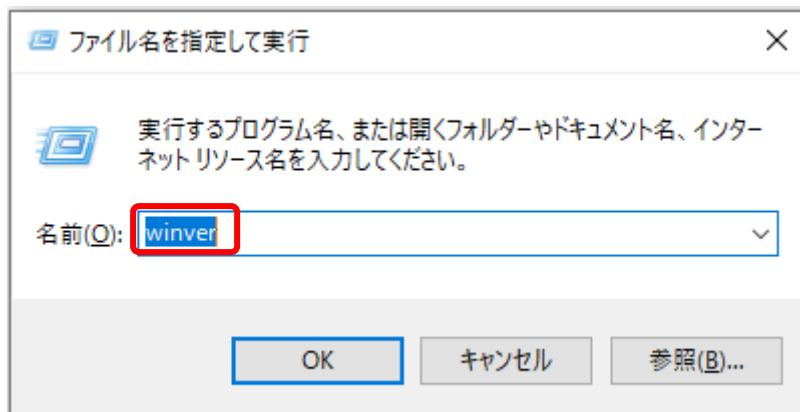 ファイル名を指定して実行
実行するプログラム名、または開くフォルダーやドキュメント名、インター
ネット リソース名を入力してください。
名前(O): winver
OK キャンセル 参照(B)...